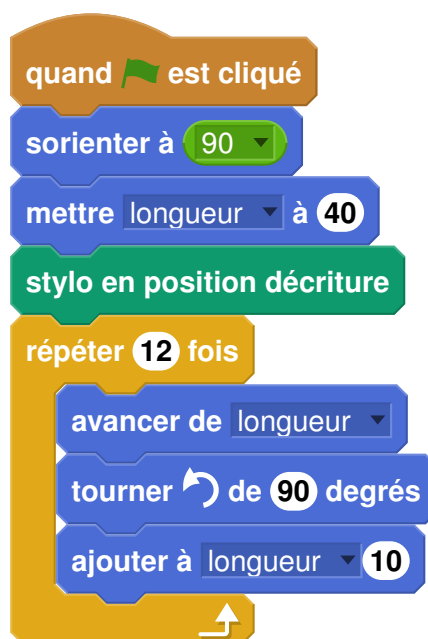 quand est cliqué
sorienter à 90
mettre longueur à 40
stylo en position décriture
répéter 12 fois
avancer de longueur
tourner de 90 degrés
ajouter à longueur 10